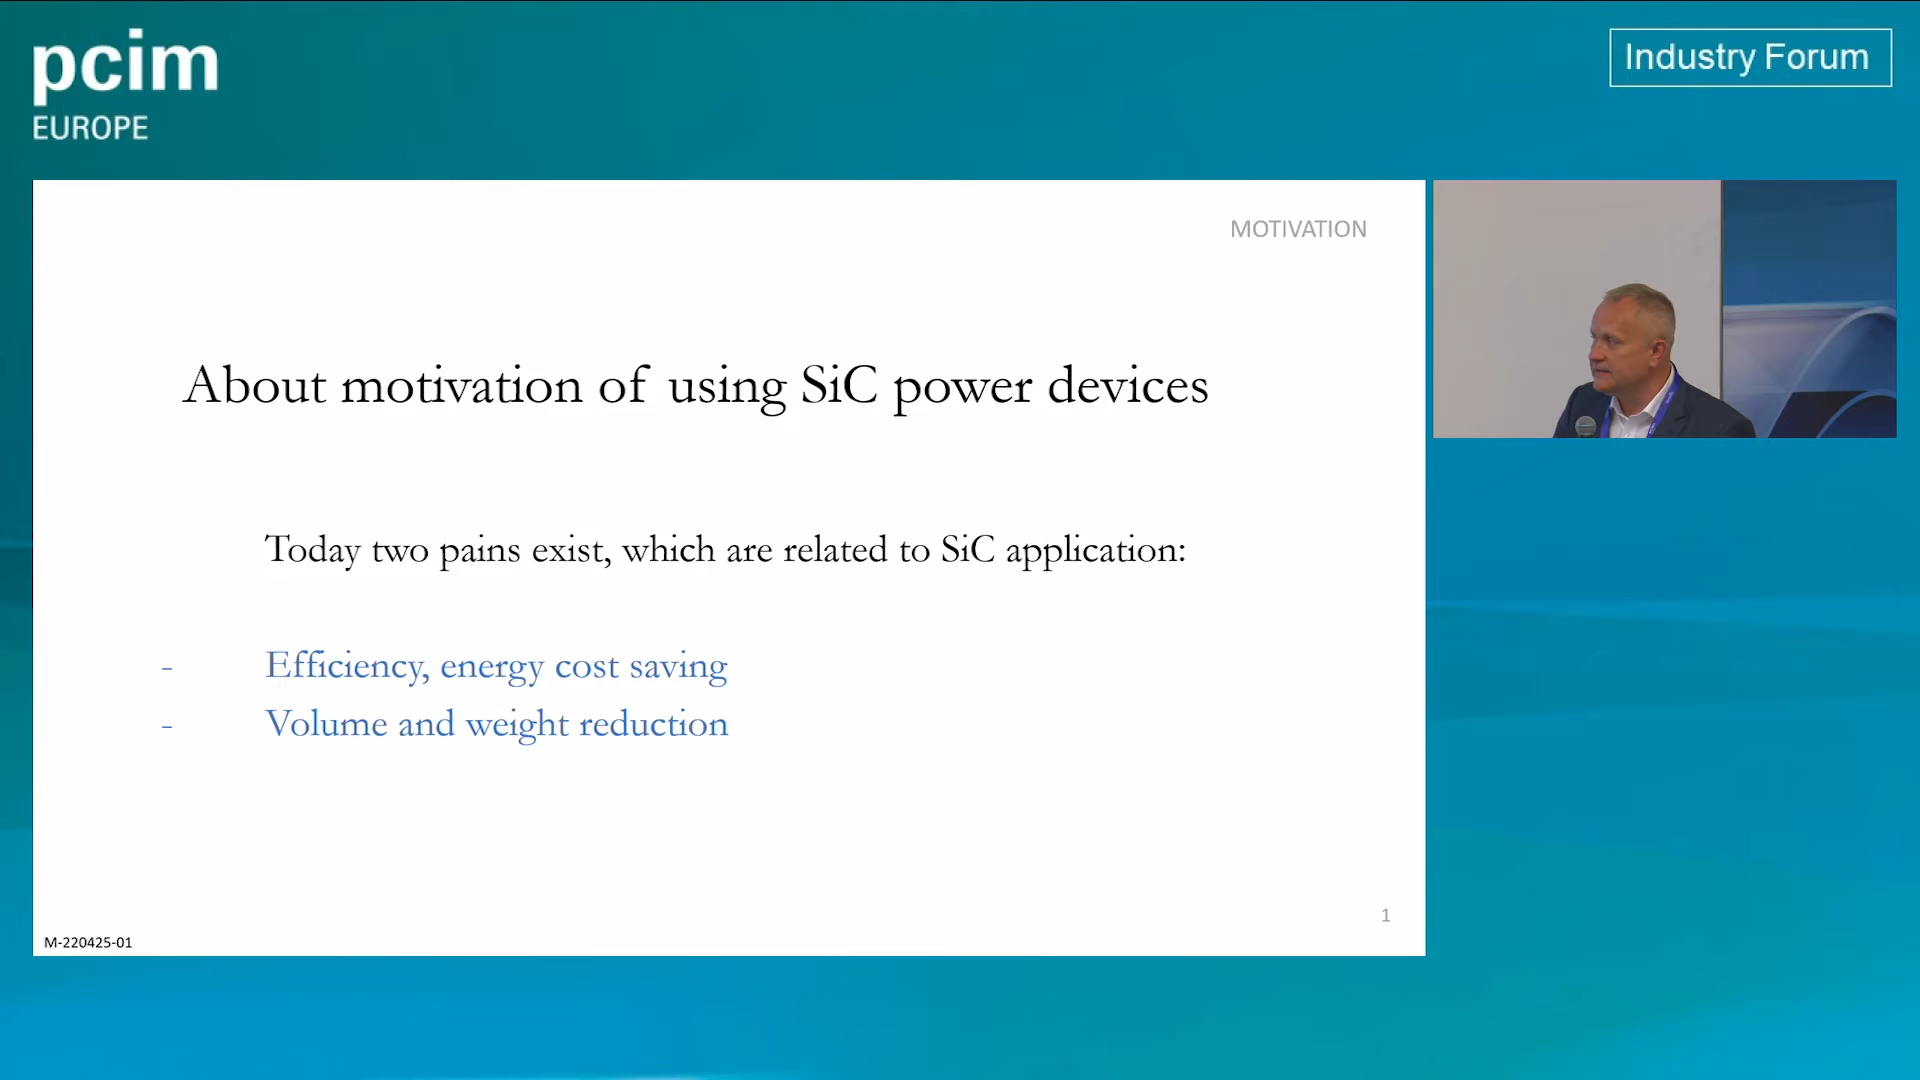 pcim
EUROPE
Industry Forum
MOTIVATION
About motivation of using SiC power devices
Today two pains exist, which are related to SiC application:
- Efficiency, energy cost saving
- Volume and weight reduction
1
M-220425-01